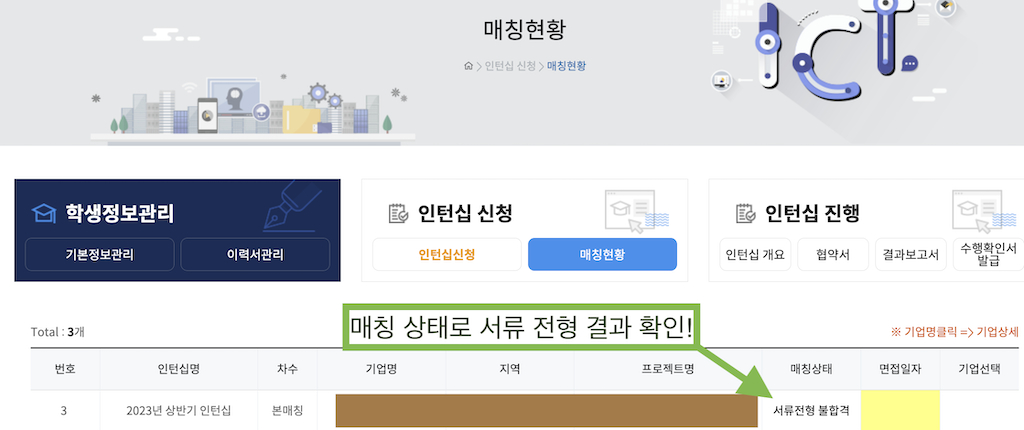 매칭현황
인턴십 신청 > 매칭현황
ICT
학생정보관리
기본정보관리 이력서관리
인턴십 신청
인턴십신청 매칭현황
인턴십 진행
인턴십 개요 협약서 결과보고서 수행확인서
발급
매칭 상태로 서류 전형 결과 확인!
Total : 3개
※ 기업명클릭 => 기업상세
번호 인턴십명 차수 기업명 지역 프로젝트명 매칭상태 면접일자 기업선택
3 2023년 상반기 인턴십 본매칭 서류전형 불합격